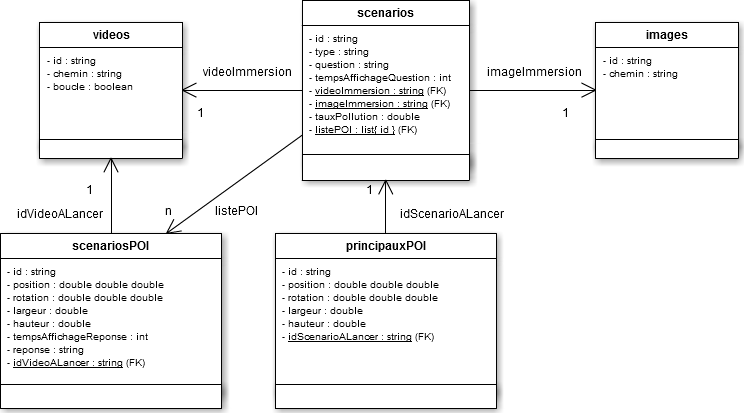 scenarios
- id : string
- type : string
- question : string
- tempsAffichageQuestion : int
- videoImmersion : string (FK)
- imageImmersion : string (FK)
- tauxPollution : double
- listePOI : list{ id } (FK)
videos
- id : string
- chemin : string
- boucle : boolean
images
- id : string
- chemin : string
videoImmersion
1
imageImmersion
1
1
idVideoALancer
n
listePOI
1
idScenarioALancer
scenariosPOI
- id : string
- position : double double double
- rotation : double double double
- largeur : double
- hauteur : double
- tempsAffichageReponse : int
- reponse : string
- idVideoALancer : string (FK)
principauxPOI
- id : string
- position : double double double
- rotation : double double double
- largeur : double
- hauteur : double
- idScenarioALancer : string (FK)